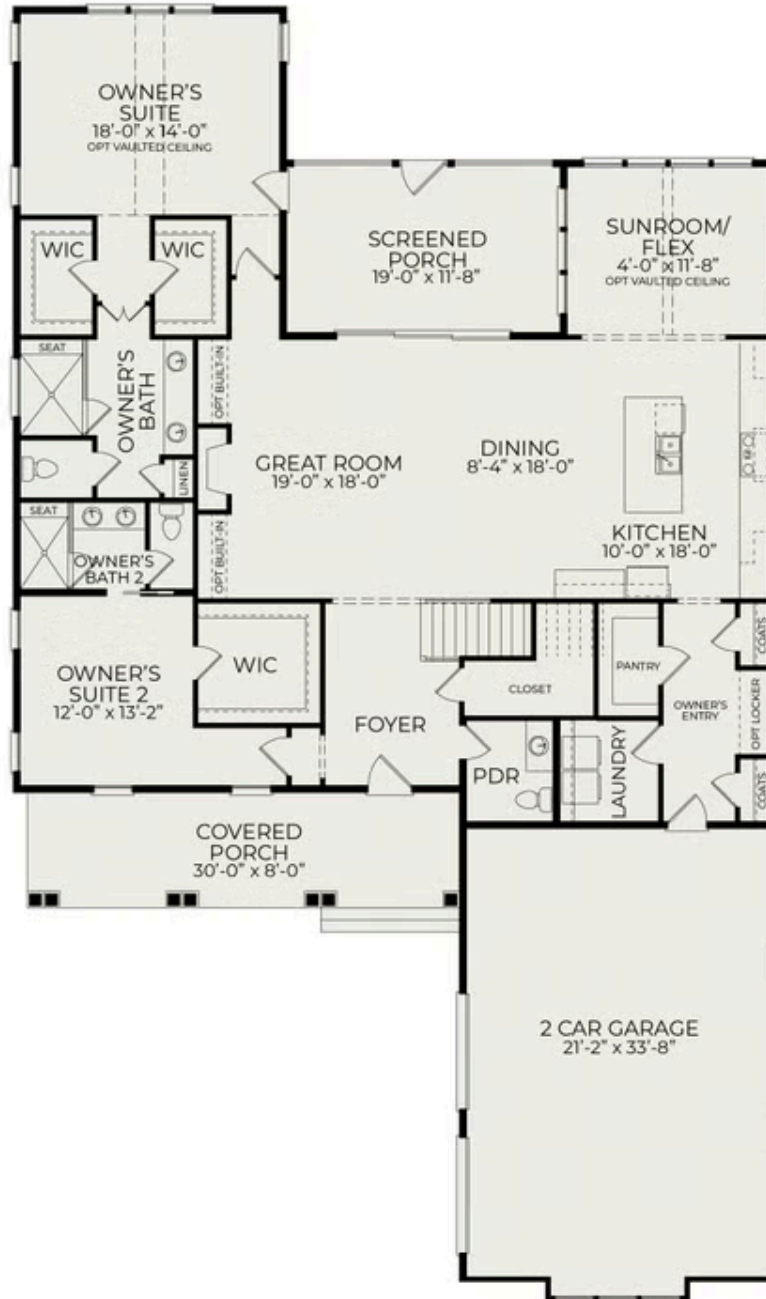 OWNER'S
SUITE
18'-0" x 14'-0"
OPT VAULTED CEILING
WIC
WIC
SCREENED
PORCH
19'-0" x 11'-8"
SUNROOM/
FLEX
4'-0" x 11'-8"
OPT VAULTED CEILING
SEAT
OWNER'S
BATH
OPT BUILT-IN
LINEN
GREAT ROOM
19'-0" x 18'-0"
DINING
8'-4" x 18'-0"
KITCHEN
10'-0" x 18'-0"
SEAT
OWNER'S
BATH 2
OPT BUILT-IN
OWNER'S
SUITE 2
12'-0" x 13'-2"
WIC
FOYER
CLOSET
PANTRY
OWNER'S
ENTRY
COATS
OPT LOCKER
COATS
PDR
LAUNDRY
COVERED
PORCH
30'-0" x 8'-0"
2 CAR GARAGE
21'-2" x 33'-8"